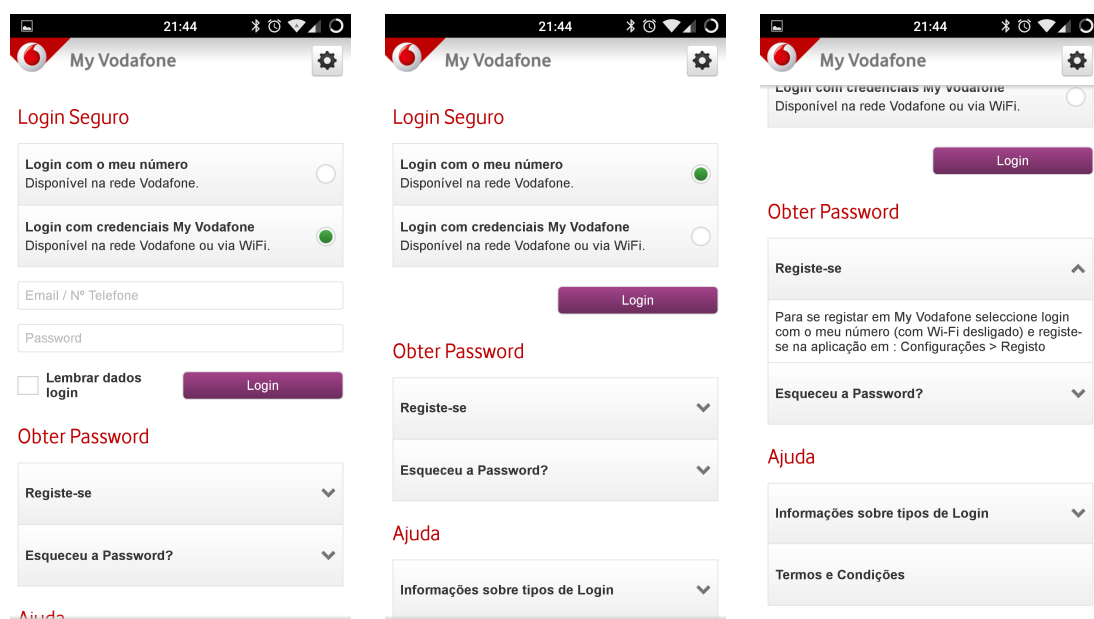 21:44
My Vodafone
Login Seguro
Login com o meu número
Disponível na rede Vodafone.
Login com credenciais My Vodafone
Disponível na rede Vodafone ou via WiFi.
Email / Nº Telefone
Password
Lembrar dados
login
Login
Obter Password
Registe-se
Esqueceu a Password?
Ajuda
21:44
My Vodafone
Login Seguro
Login com o meu número
Disponível na rede Vodafone.
Login com credenciais My Vodafone
Disponível na rede Vodafone ou via WiFi.
Login
Obter Password
Registe-se
Esqueceu a Password?
Ajuda
Informações sobre tipos de Login
21:44
My Vodafone
Login com credenciais My Vodafone
Disponível na rede Vodafone ou via WiFi.
Login
Obter Password
Registe-se
Para se registar em My Vodafone seleccione login
com o meu número (com Wi-Fi desligado) e registe-
se na aplicação em : Configurações > Registo
Esqueceu a Password?
Ajuda
Informações sobre tipos de Login
Termos e Condições